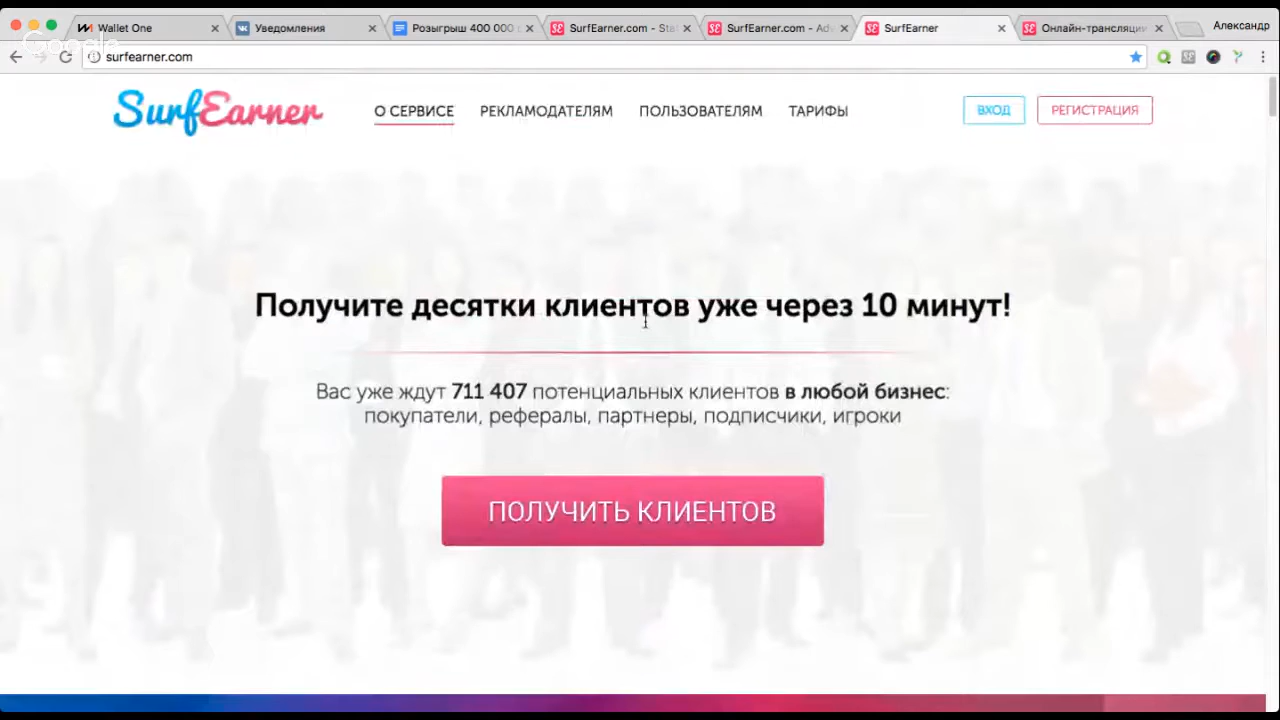 Wallet One
Уведомления
Розыгрыш 400 000
SurfEarner.com - Sta
SurfEarner.com - Adv
SurfEarner
Онлайн-трансляции
Александр
Google
surfearner.com
SurfEarner
О СЕРВИСЕ
РЕКЛАМОДАТЕЛЯМ
ПОЛЬЗОВАТЕЛЯМ
ТАРИФЫ
ВХОД
РЕГИСТРАЦИЯ
Получите десятки клиентов уже через 10 минут!
Вас уже ждут 711 407 потенциальных клиентов в любой бизнес:
покупатели, рефералы, партнеры, подписчики, игроки
ПОЛУЧИТЬ КЛИЕНТОВ